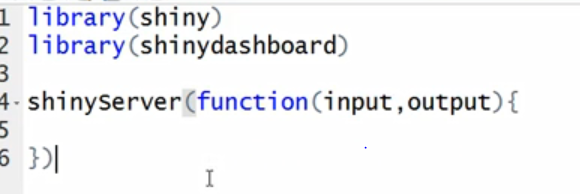 1 library(shiny)
2 library(shinydashboard)
3
4 shinyServer(function(input,output){
5
6 })